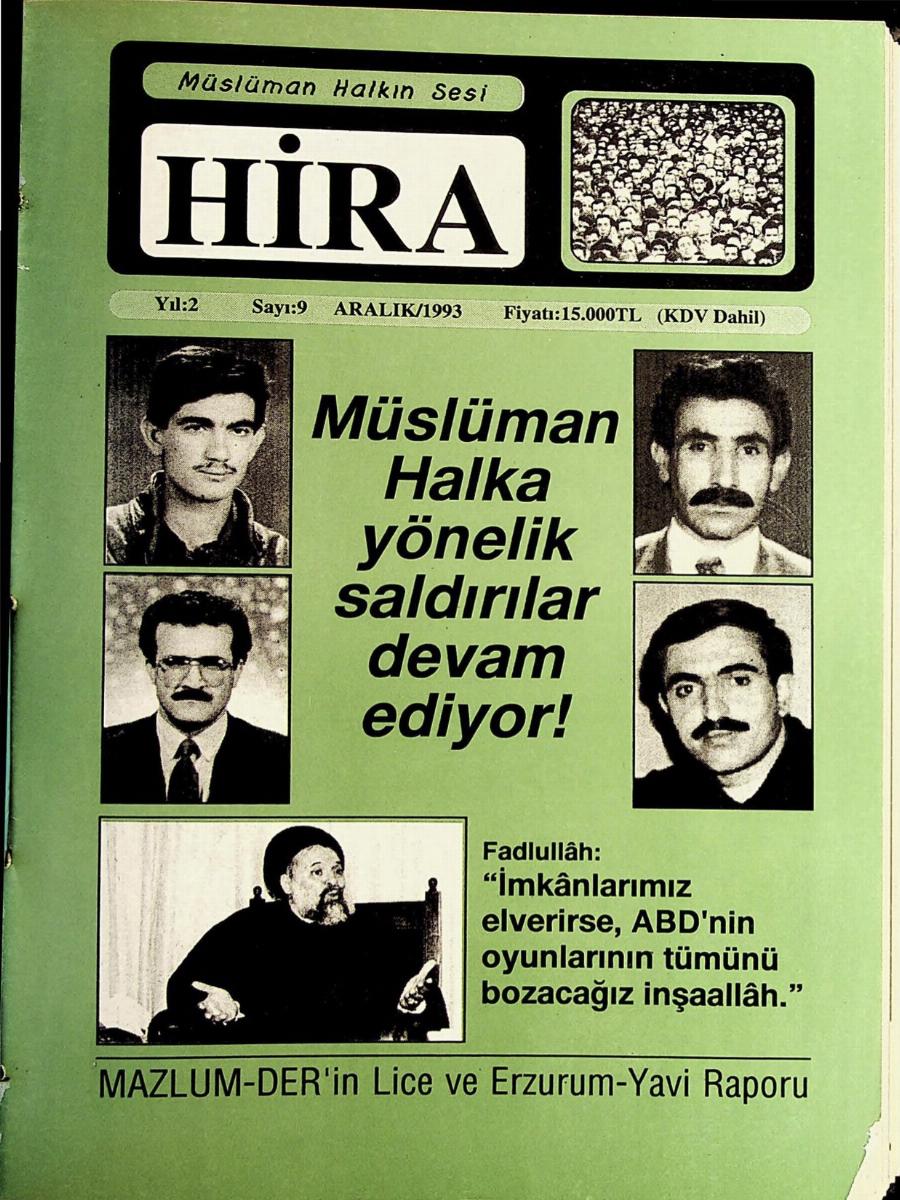 Müslüman Halkın Sesi
HİRA
Yıl:2 Sayı:9 ARALIK/1993 Fiyatı:15.000TL (KDV Dahil)
Müslüman
Halka
yönelik
saldırılar
devam
ediyor!
Fadlullâh:
“İmkânlarımız
elverirse, ABD'nin
oyunlarının tümünü
bozacağız inşaallâh.”
MAZLUM-DER'in Lice ve Erzurum-Yavi Raporu